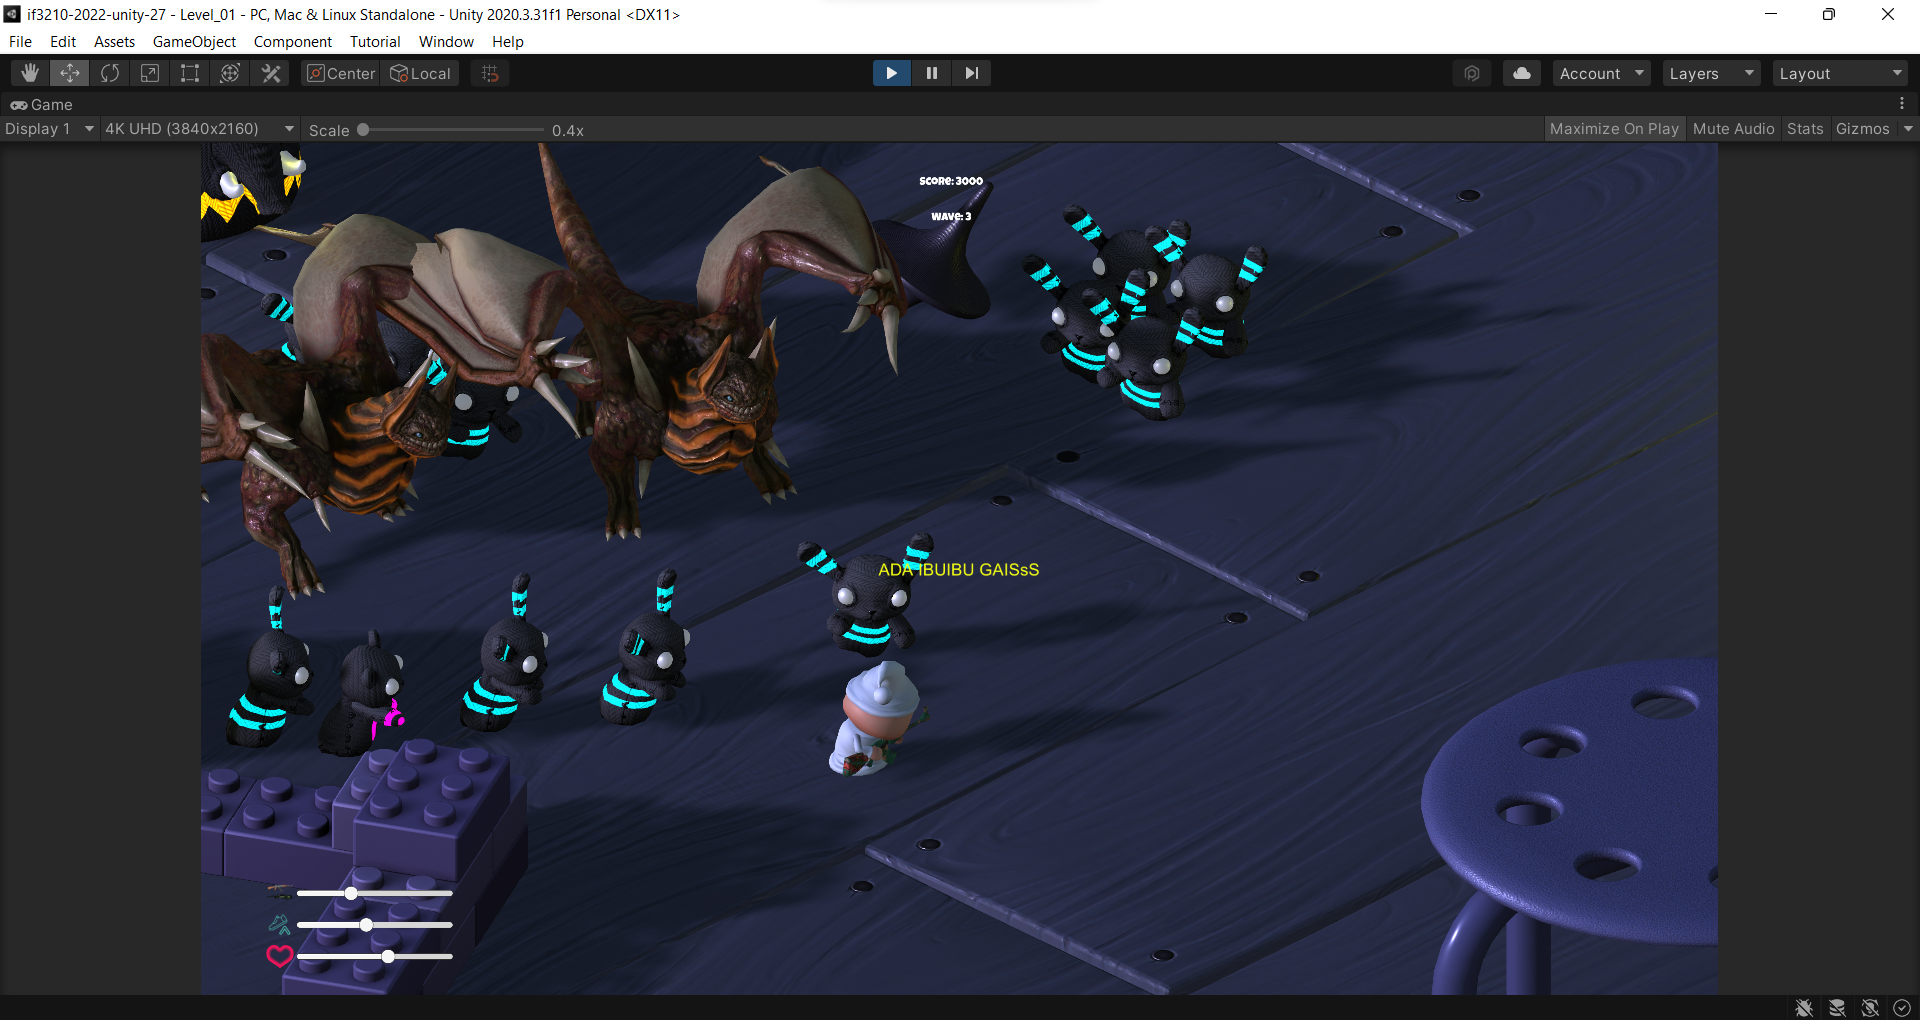 if3210-2022-unity-27 - Level_01 - PC, Mac & Linux Standalone - Unity 2020.3.31f1 Personal <DX11>
File Edit Assets GameObject Component Tutorial Window Help
Center Local Account Layers Layout
Game
Display 1 4K UHD (3840x2160) Scale 0.4x Maximize On Play Mute Audio Stats Gizmos
SCORE: 3000
WAVE: 3
ADA IBUIBU GAISsS